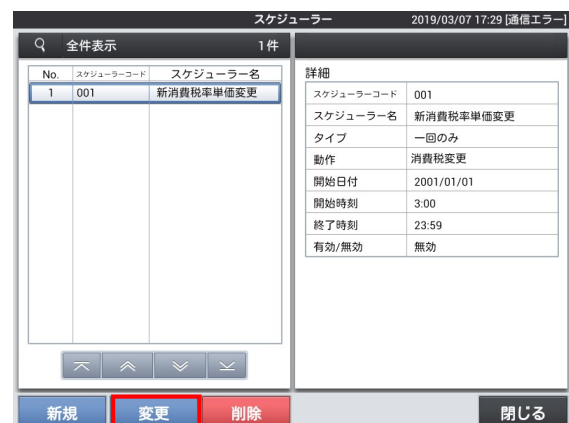 スケジューラー 2019/03/07 17:29 [通信エラー]
全件表示 1件
No. スケジューラーコード スケジューラー名
1 001 新消費税率単価変更
詳細
スケジューラーコード 001
スケジューラー名 新消費税率単価変更
タイプ 一回のみ
動作 消費税変更
開始日付 2001/01/01
開始時刻 3:00
終了時刻 23:59
有効/無効 無効
新規 変更 削除 閉じる